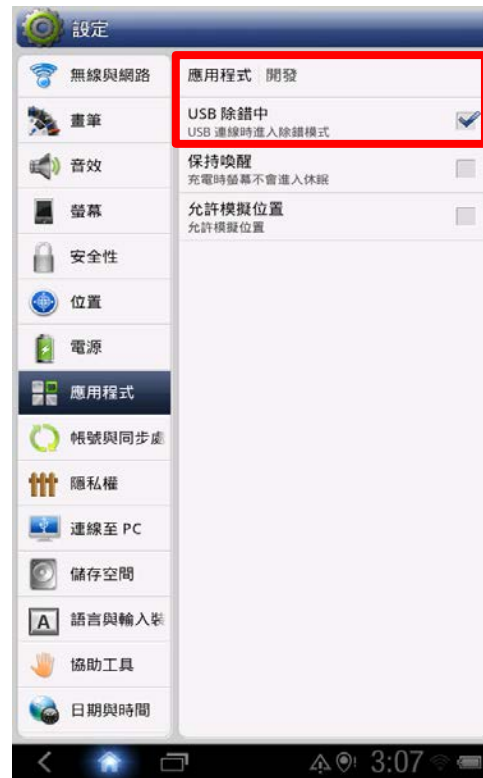 設定
無線與網路
畫筆
音效
螢幕
安全性
位置
電源
應用程式
帳號與同步處
隱私權
連線至 PC
儲存空間
語言與輸入裝
協助工具
日期與時間
應用程式 開發
USB 除錯中
USB 連線時進入除錯模式
保持喚醒
充電時螢幕不會進入休眠
允許模擬位置
允許模擬位置
3:07